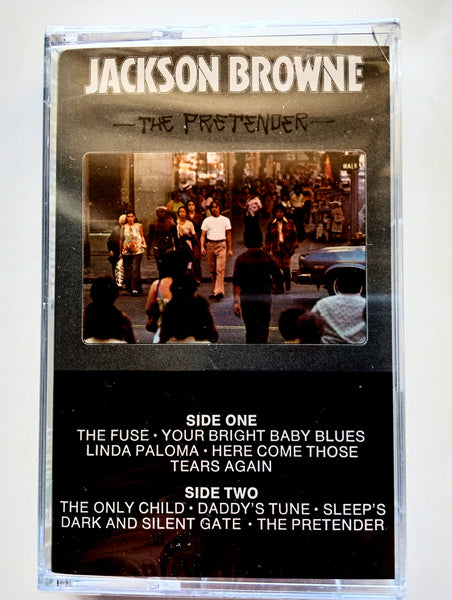 JACKSON BROWNE
—THE PRETENDER—
WALK
SIDE ONE
THE FUSE • YOUR BRIGHT BABY BLUES
LINDA PALOMA • HERE COME THOSE
TEARS AGAIN
SIDE TWO
THE ONLY CHILD • DADDY'S TUNE • SLEEP'S
DARK AND SILENT GATE • THE PRETENDER